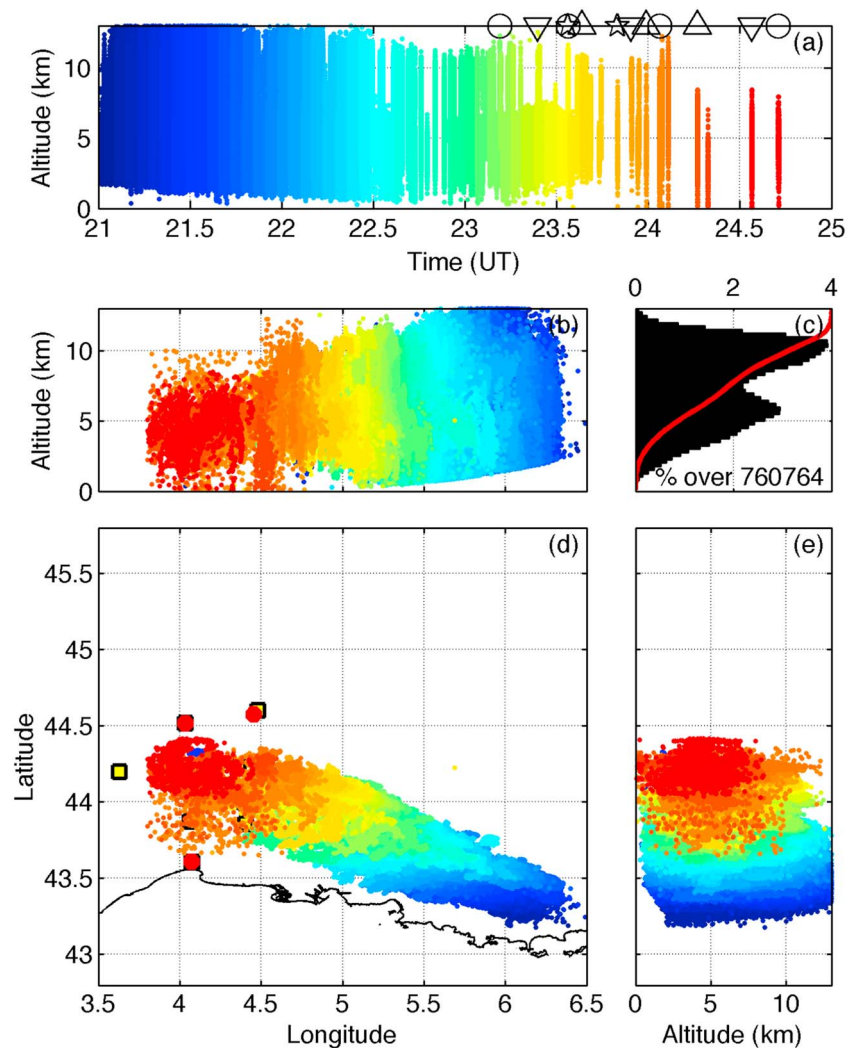 (a)
Altitude (km)
10
5
0
21 21.5 22 22.5 23 23.5 24 24.5 25
Time (UT)
0 2 4
(b)
(c)
Altitude (km)
10
5
0
% over 760764
(d)
(e)
Latitude
45.5
45
44.5
44
43.5
43
3.5 4 4.5 5 5.5 6 6.5
0 5 10
Longitude
Altitude (km)